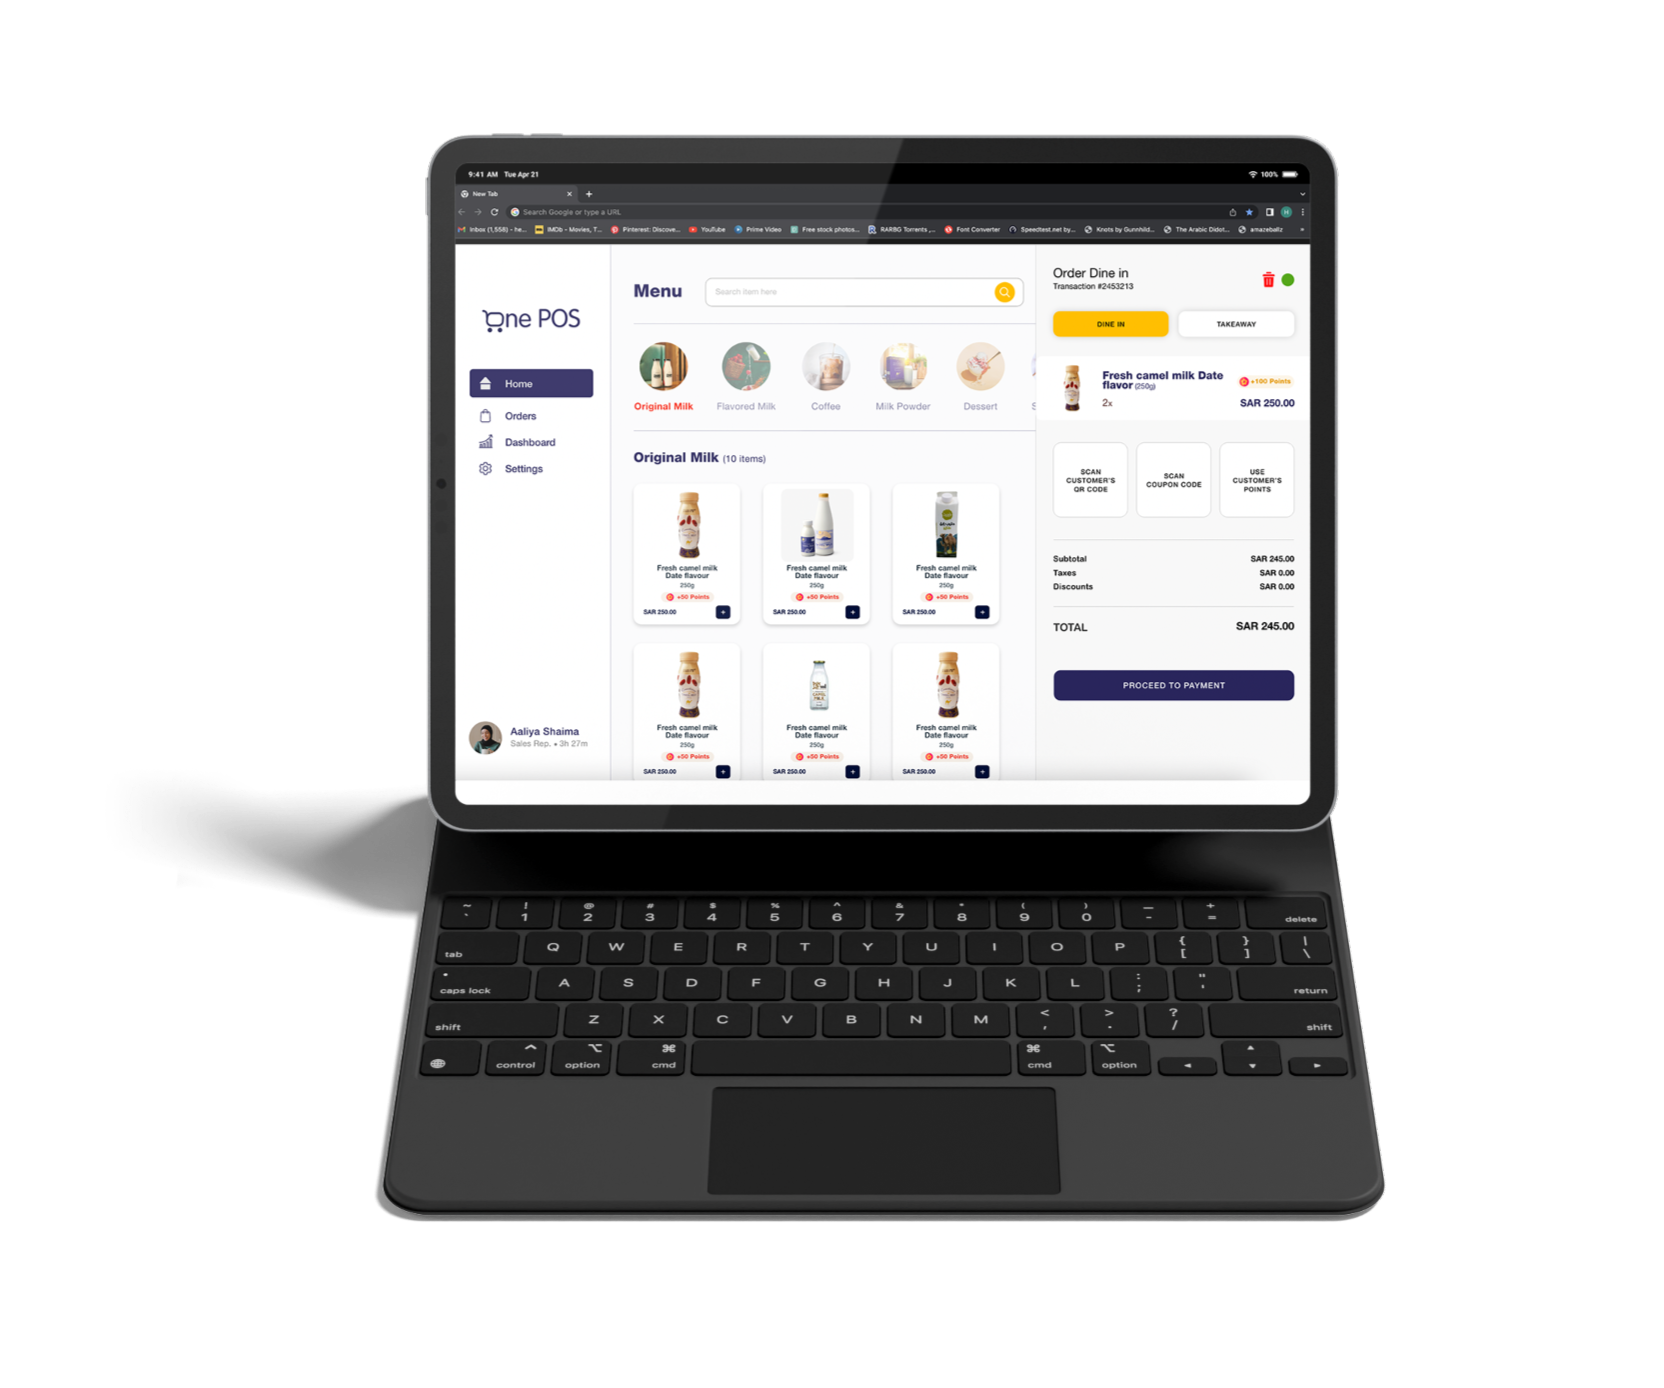 9:41 AM Tue Apr 21
100%
New Tab
Search Google or type a URL
Inbox (1,558) - he...
IMDb - Movies, T...
Pinterest: Discove...
YouTube
Prime Video
Free stock photos...
RARBG Torrents ,...
Font Converter
Speedtest.net by...
Knots by Gunnhild...
The Arabic Didot...
amazeballz
One POS
Home
Orders
Dashboard
Settings
Aaliya Shaima
Sales Rep. • 3h 27m
Menu
Search item here
Original Milk
Flavored Milk
Coffee
Milk Powder
Dessert
Original Milk (10 items)
Fresh camel milk
Date flavour
250g
+50 Points
SAR 250.00
+
Fresh camel milk
Date flavour
250g
+50 Points
SAR 250.00
+
Fresh camel milk
Date flavour
250g
+50 Points
SAR 250.00
+
Fresh camel milk
Date flavour
250g
+50 Points
SAR 250.00
+
Fresh camel milk
Date flavour
250g
+50 Points
SAR 250.00
+
Fresh camel milk
Date flavour
250g
+50 Points
SAR 250.00
+
Order Dine in
Transaction #2453213
DINE IN
TAKEAWAY
Fresh camel milk Date
flavor (250g)
+100 Points
2x
SAR 250.00
SCAN
CUSTOMER'S
QR CODE
SCAN
COUPON CODE
USE
CUSTOMER'S
POINTS
Subtotal SAR 245.00
Taxes SAR 0.00
Discounts SAR 0.00
TOTAL SAR 245.00
PROCEED TO PAYMENT
~ ! @ # $ % ^ & * ( ) — +
` 1 2 3 4 5 6 7 8 9 0 - = delete
tab Q W E R T Y U I O P { [ } ] | \
caps lock A S D F G H J K L : ; " ' return
shift Z X C V B N M < , > . ? / shift
control option cmd cmd option